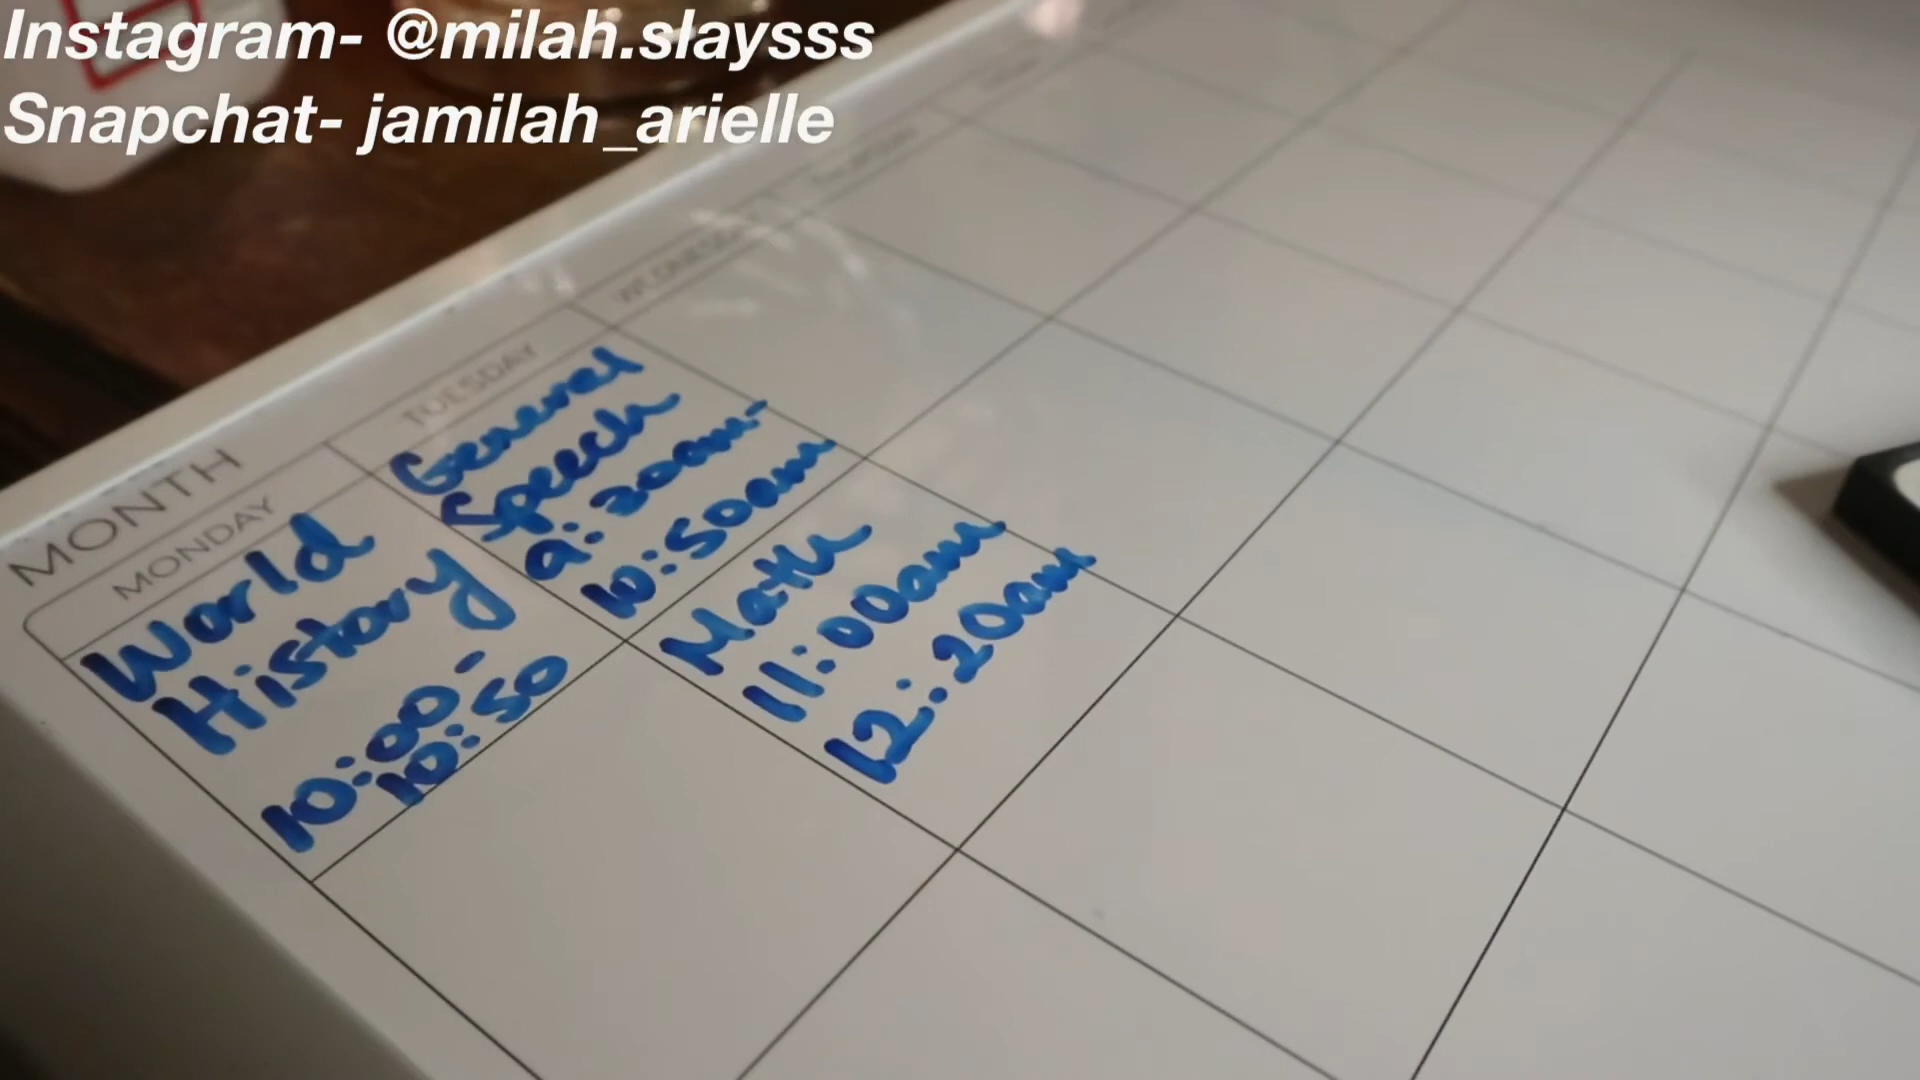 Instagram- @milah.slaysss
Snapchat- jamilah_arielle
MONTH
MONDAY
TUESDAY
WEDNESDAY
World
History
10:00-
10:50
General
Speech
9:30am-
10:50am
Math
11:00am
12:20am